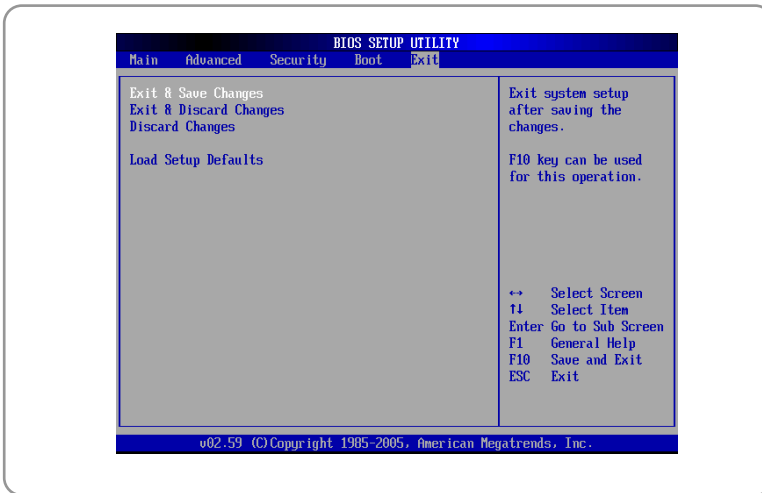 BIOS SETUP UTILITY
Main Advanced Security Boot Exit
Exit & Save Changes
Exit & Discard Changes
Discard Changes
Load Setup Defaults
Exit system setup
after saving the
changes.
F10 key can be used
for this operation.
↔ Select Screen
↑↓ Select Item
Enter Go to Sub Screen
F1 General Help
F10 Save and Exit
ESC Exit
v02.59 (C)Copyright 1985-2005, American Megatrends, Inc.